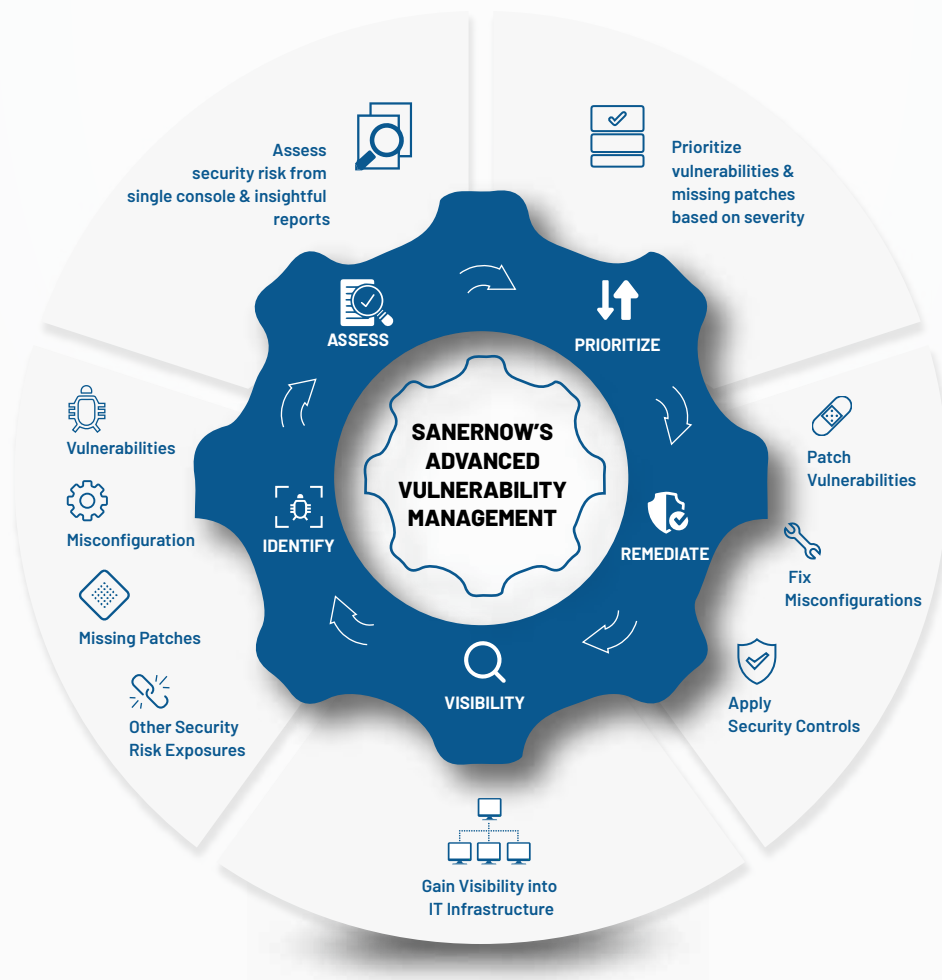 Assess
security risk from
single console & insightful
reports
Prioritize
vulnerabilities &
missing patches
based on severity
ASSESS
PRIORITIZE
SANERNOW'S
ADVANCED
VULNERABILITY
MANAGEMENT
IDENTIFY
REMEDIATE
VISIBILITY
Vulnerabilities
Misconfiguration
Missing Patches
Other Security
Risk Exposures
Patch
Vulnerabilities
Fix
Misconfigurations
Apply
Security Controls
Gain Visibility into
IT Infrastructure